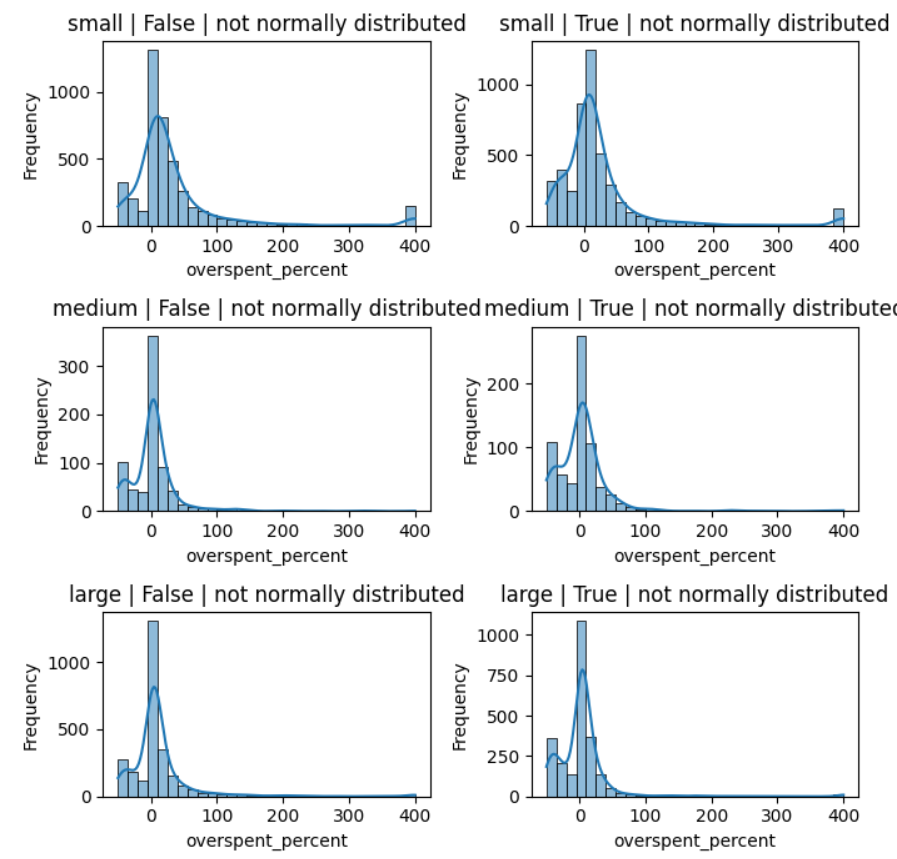 small | False | not normally distributed
Frequency
1000
500
0
0 100 200 300 400
overspent_percent
small | True | not normally distributed
Frequency
1000
500
0
0 100 200 300 400
overspent_percent
medium | False | not normally distributed
Frequency
300
200
100
0
0 100 200 300 400
overspent_percent
medium | True | not normally distributed
Frequency
200
100
0
0 100 200 300 400
overspent_percent
large | False | not normally distributed
Frequency
1000
500
0
0 100 200 300 400
overspent_percent
large | True | not normally distributed
Frequency
1000
750
500
250
0
0 100 200 300 400
overspent_percent